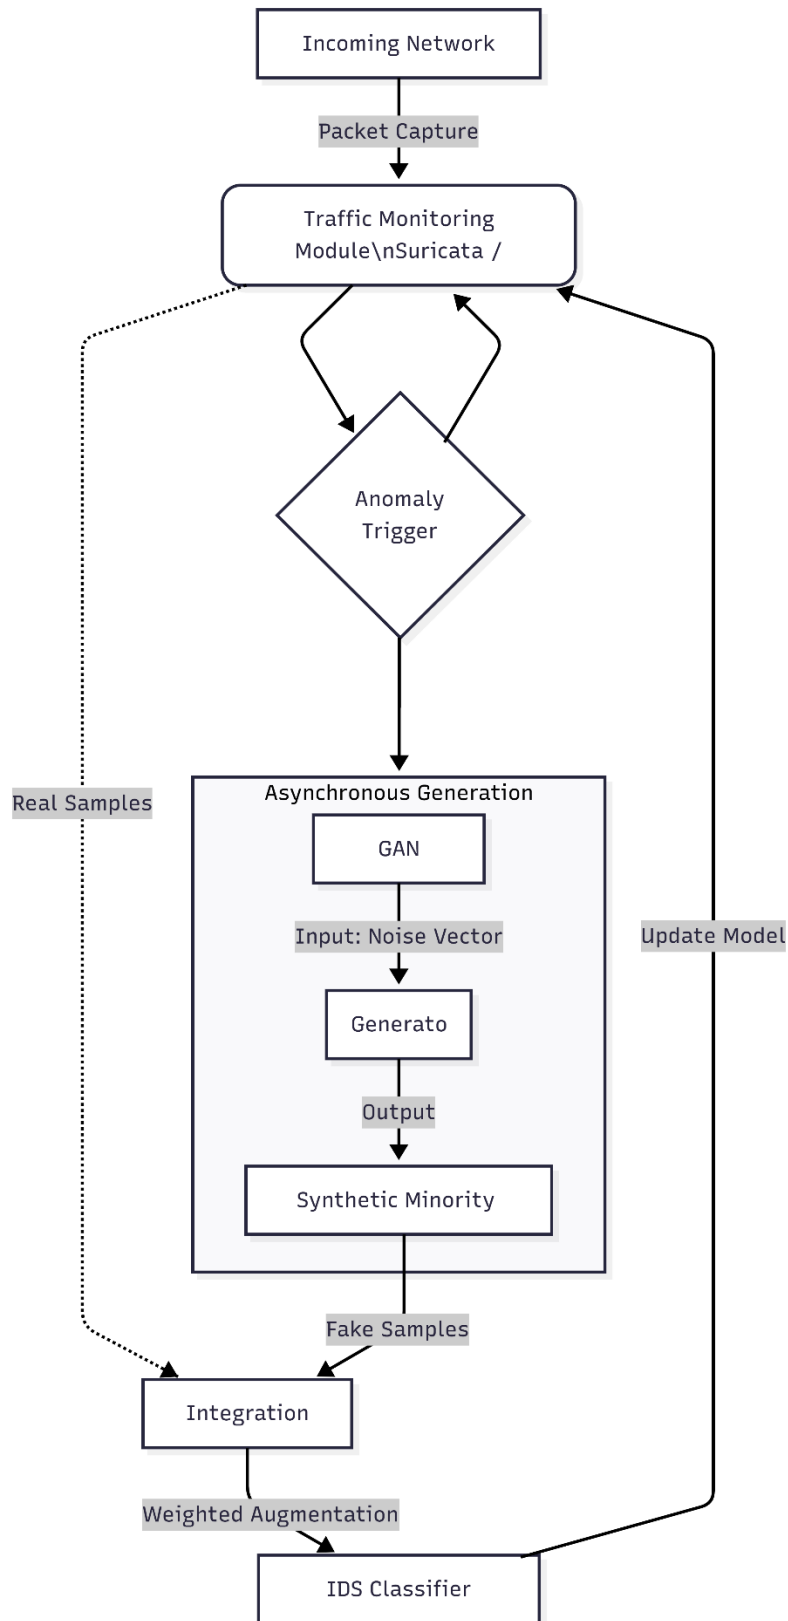 Incoming Network
Packet Capture
Traffic Monitoring
Module\nSuricata /
Anomaly
Trigger
Real Samples
Asynchronous Generation
GAN
Input: Noise Vector
Update Model
Generato
Output
Synthetic Minority
Fake Samples
Integration
Weighted Augmentation
IDS Classifier